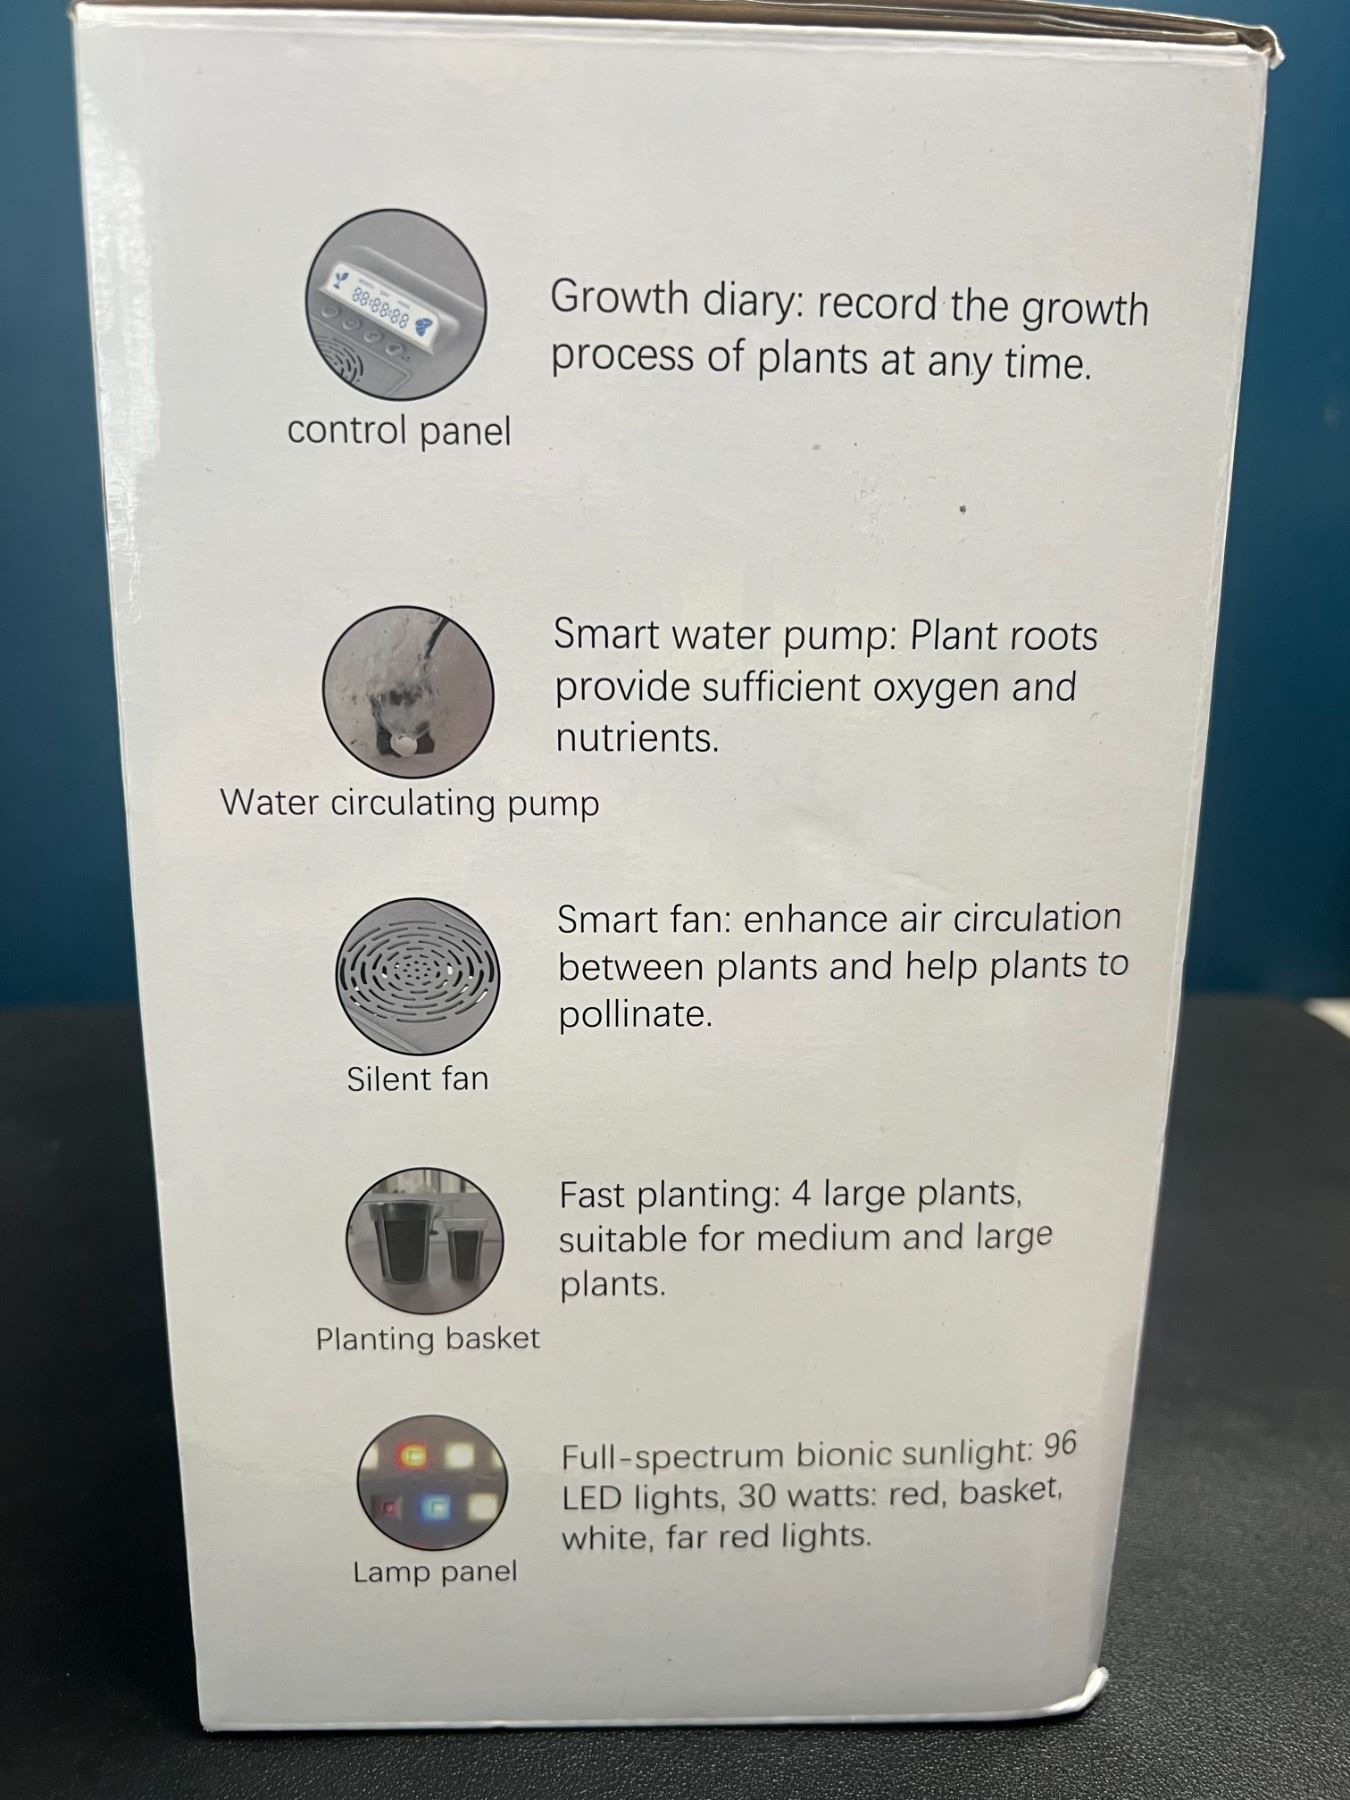 Growth diary: record the growth
process of plants at any time.
88:88:88
control panel
Smart water pump: Plant roots
provide sufficient oxygen and
nutrients.
Water circulating pump
Smart fan: enhance air circulation
between plants and help plants to
pollinate.
Silent fan
Fast planting: 4 large plants,
suitable for medium and large
plants.
Planting basket
Full-spectrum bionic sunlight: 96
LED lights, 30 watts: red, basket,
white, far red lights.
Lamp panel